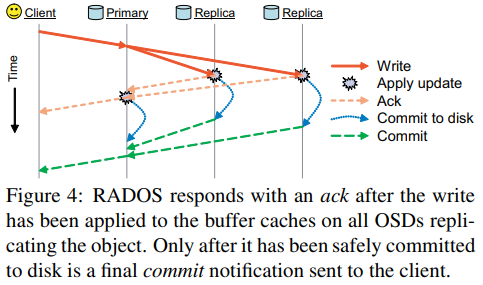 Client Primary Replica Replica
Time
Write
Apply update
Ack
Commit to disk
Commit
Figure 4: RADOS responds with an ack after the write
has been applied to the buffer caches on all OSDs repli-
cating the object. Only after it has been safely committed
to disk is a final commit notification sent to the client.